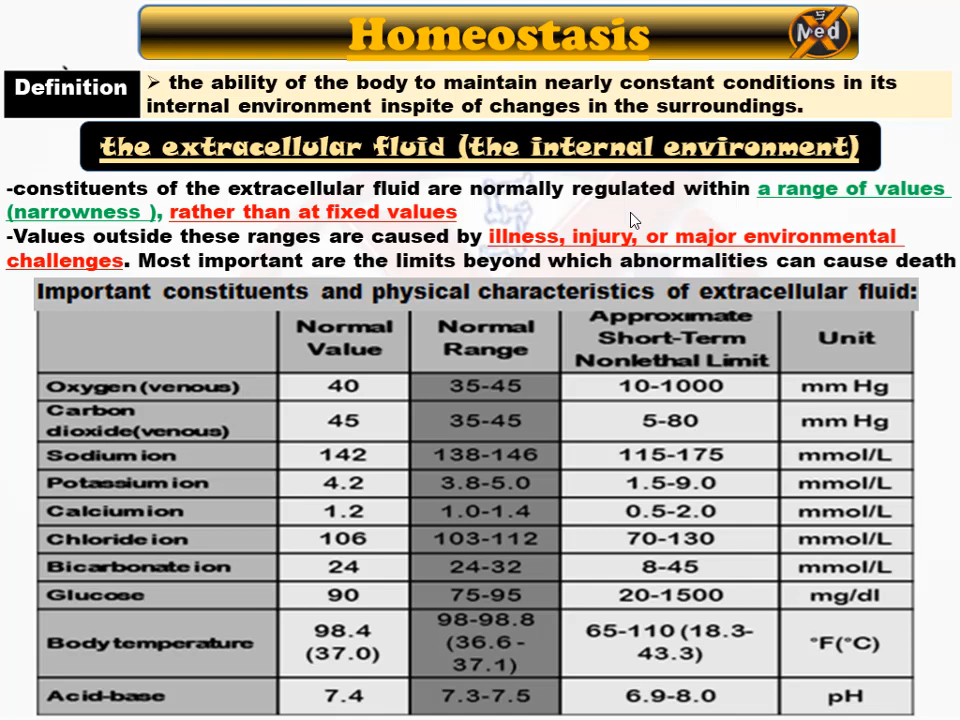 Homeostasis
Med
Definition
➢ the ability of the body to maintain nearly constant conditions in its
internal environment inspite of changes in the surroundings.
the extracellular fluid (the internal environment)
-constituents of the extracellular fluid are normally regulated within a range of values
(narrowness ), rather than at fixed values
-Values outside these ranges are caused by illness, injury, or major environmental
challenges. Most important are the limits beyond which abnormalities can cause death
Important constituents and physical characteristics of extracellular fluid:
Normal Value Normal Range Approximate Short-Term Nonlethal Limit Unit
Oxygen (venous) 40 35-45 10-1000 mm Hg
Carbon dioxide(venous) 45 35-45 5-80 mm Hg
Sodium ion 142 138-146 115-175 mmol/L
Potassium ion 4.2 3.8-5.0 1.5-9.0 mmol/L
Calcium ion 1.2 1.0-1.4 0.5-2.0 mmol/L
Chloride ion 106 103-112 70-130 mmol/L
Bicarbonate ion 24 24-32 8-45 mmol/L
Glucose 90 75-95 20-1500 mg/dl
Body temperature 98.4 (37.0) 98-98.8 (36.6-37.1) 65-110 (18.3-43.3) °F(°C)
Acid-base 7.4 7.3-7.5 6.9-8.0 pH